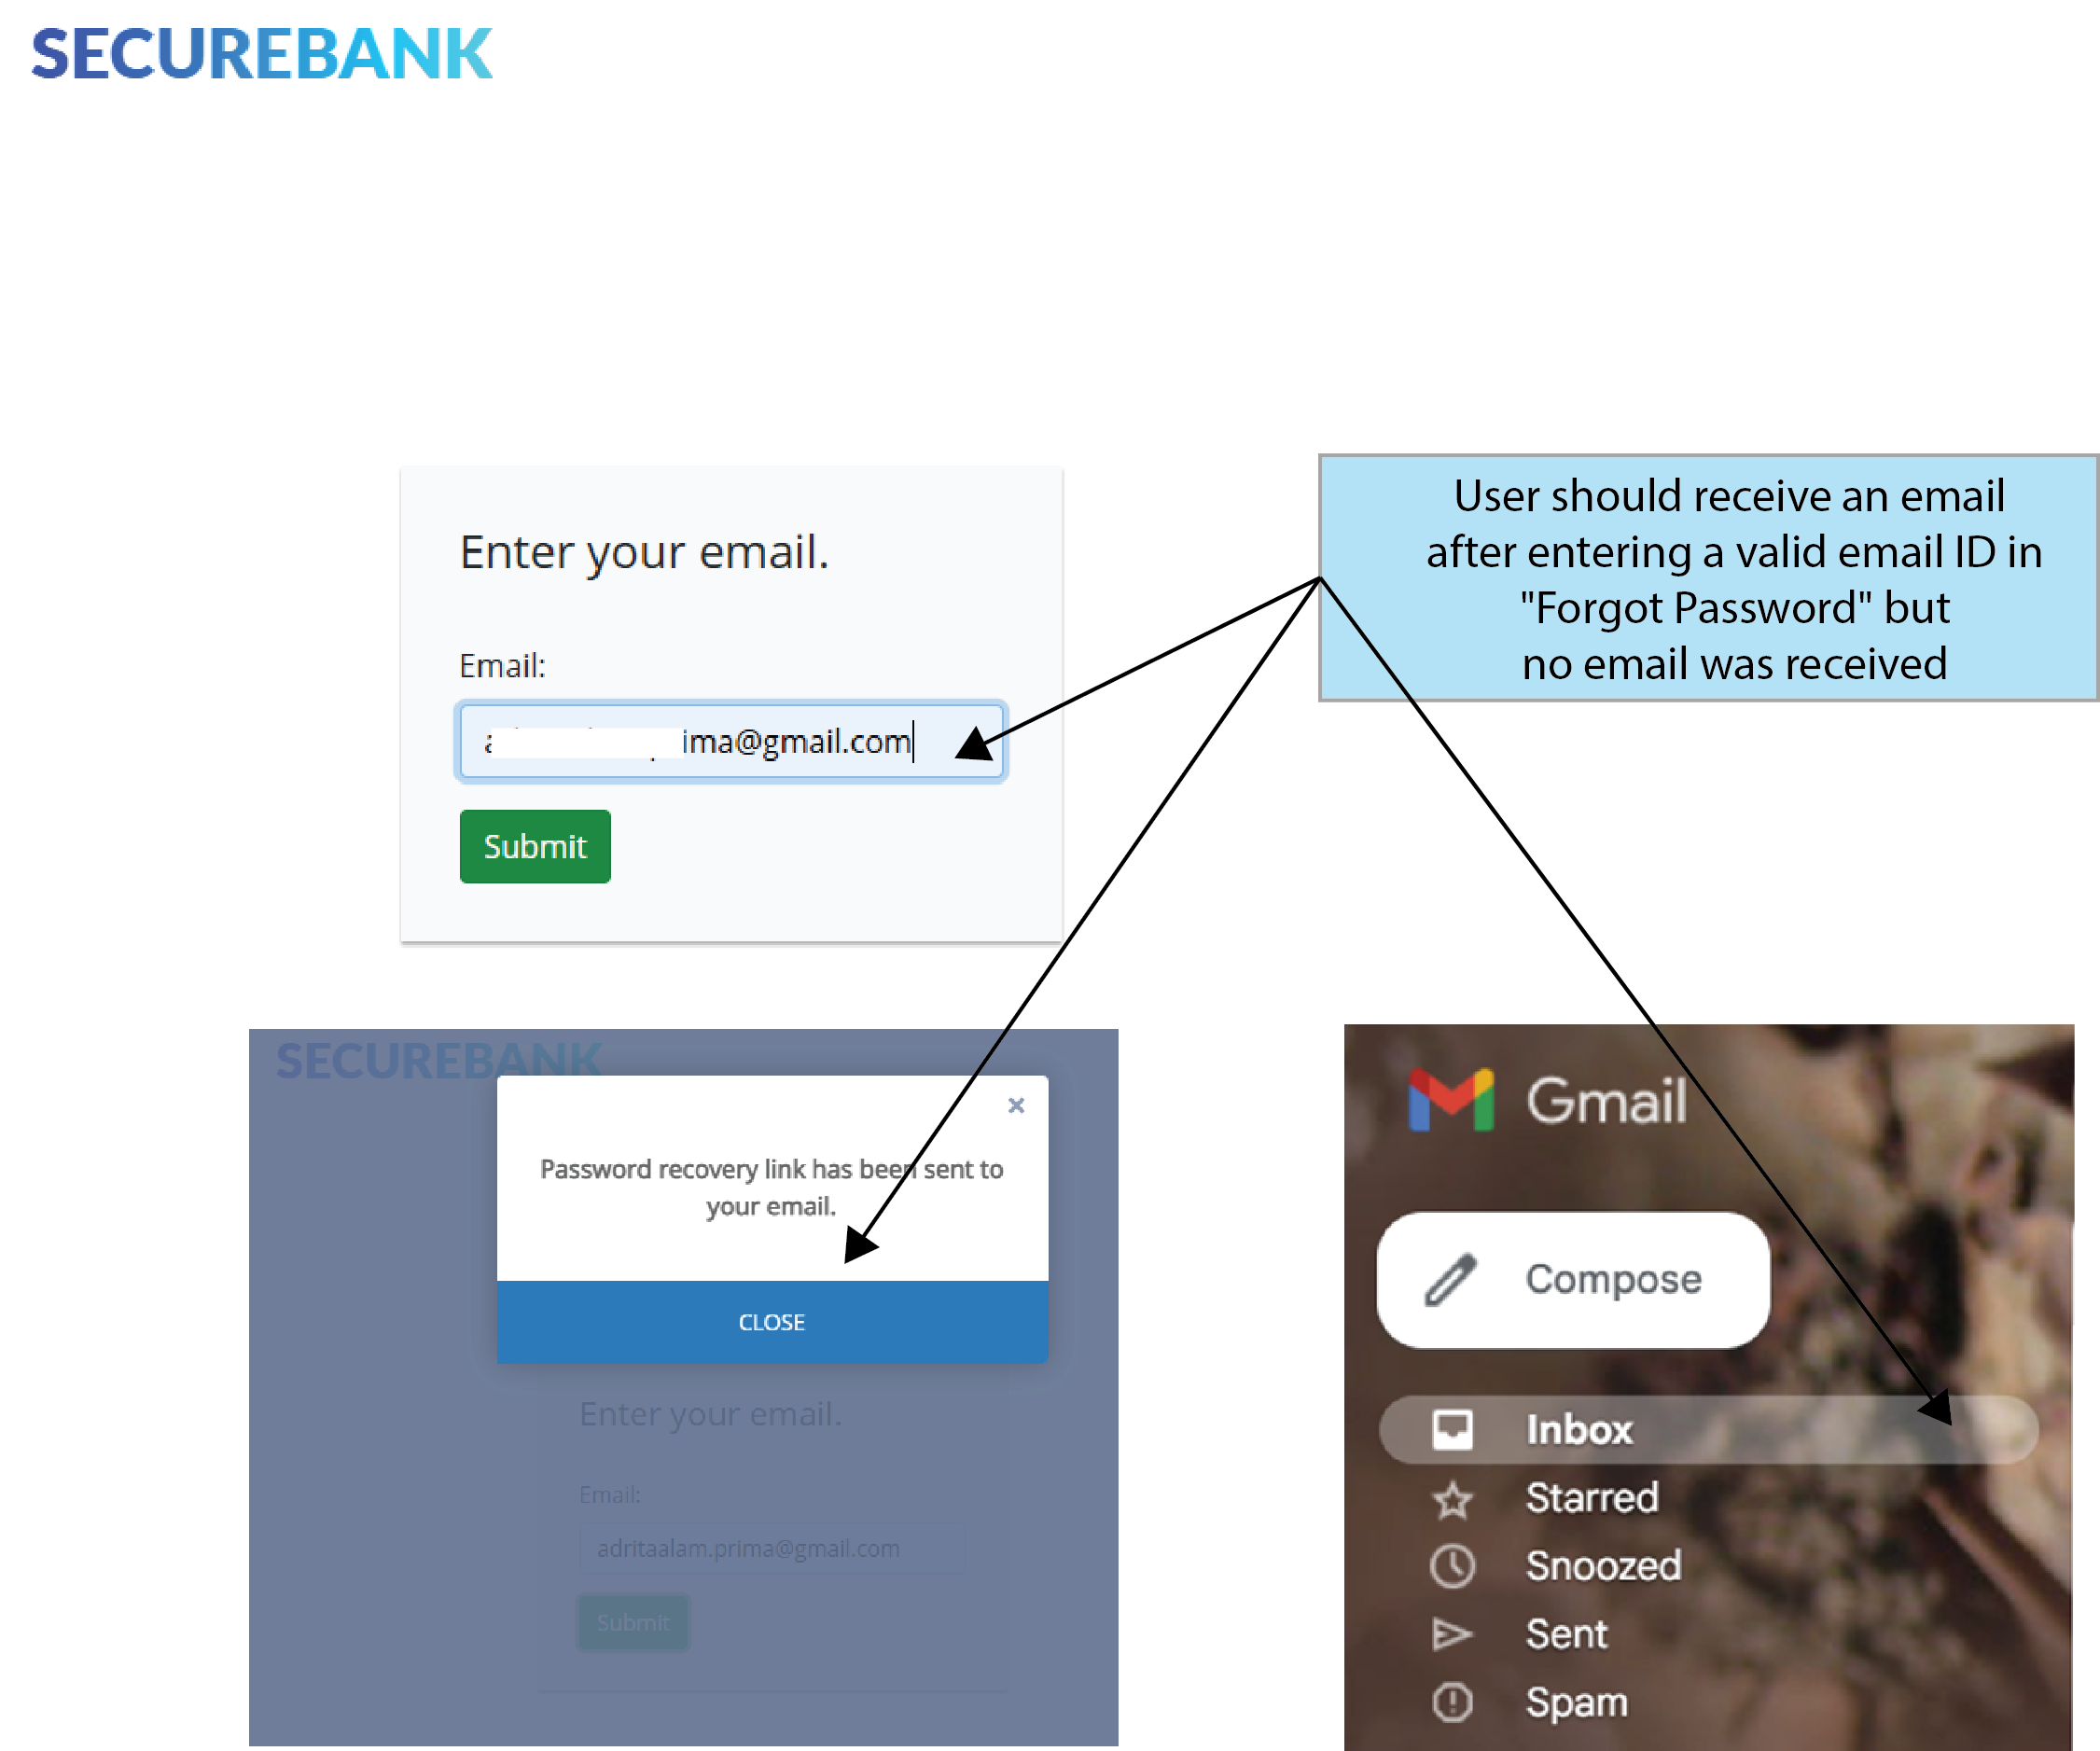 SECUREBANK
Enter your email.
Email:
ima@gmail.com
Submit
User should receive an email
after entering a valid email ID in
"Forgot Password" but
no email was received
SECUREBANK
Password recovery link has been sent to
your email.
CLOSE
Enter your email.
Email:
adritaalam.prima@gmail.com
Submit
Gmail
Compose
Inbox
Starred
Snoozed
Sent
Spam